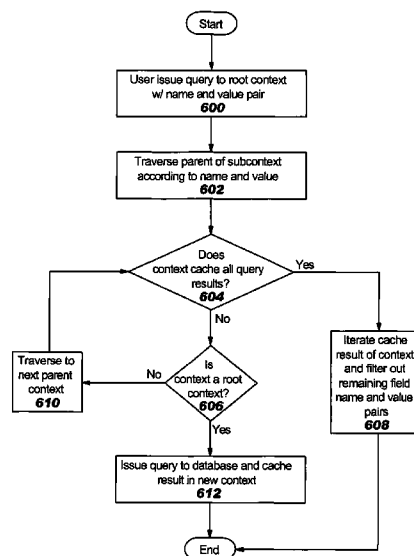 Start
User issue query to root context
w/ name and value pair
600
Traverse parent of subcontext
according to name and value
602
Does
context cache all query
results?
604
Yes
No
Traverse to
next parent
context
610
No
Is
context a root
context?
606
Iterate cache
result of context
and filter out
remaining field
name and value
pairs
608
Yes
Issue query to database and cache
result in new context
612
End